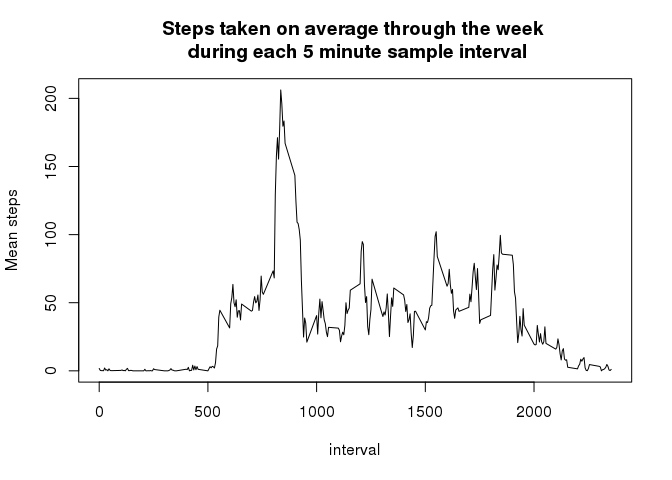 Steps taken on average through the week
during each 5 minute sample interval
Mean steps
200
150
100
50
0
0 500 1000 1500 2000
interval